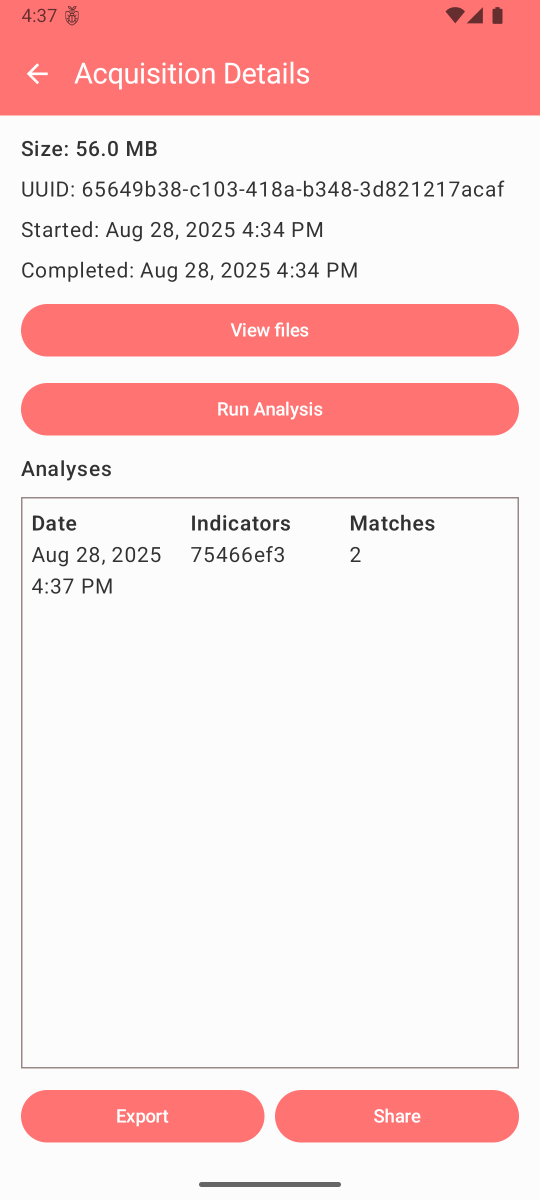 4:37
Acquisition Details
Size: 56.0 MB
UUID: 65649b38-c103-418a-b348-3d821217acaf
Started: Aug 28, 2025 4:34 PM
Completed: Aug 28, 2025 4:34 PM
View files
Run Analysis
Analyses
Date Indicators Matches
Aug 28, 2025 75466ef3 2
4:37 PM
Export Share